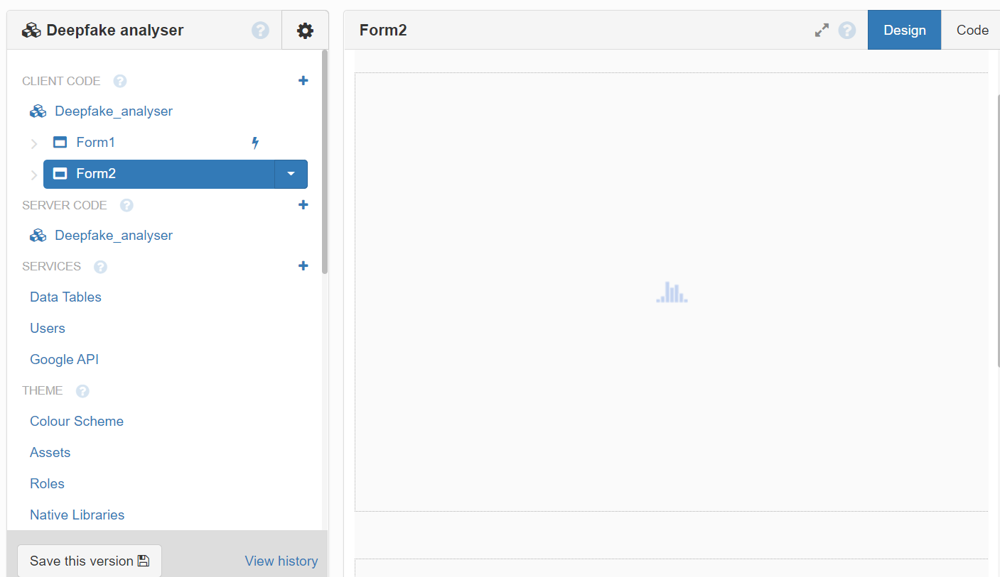 Deepfake analyser ?
CLIENT CODE ?
Deepfake_analyser
Form1
Form2
SERVER CODE ?
Deepfake_analyser
SERVICES ?
Data Tables
Users
Google API
THEME ?
Colour Scheme
Assets
Roles
Native Libraries
Save this version
View history
Form2 ?
Design
Code